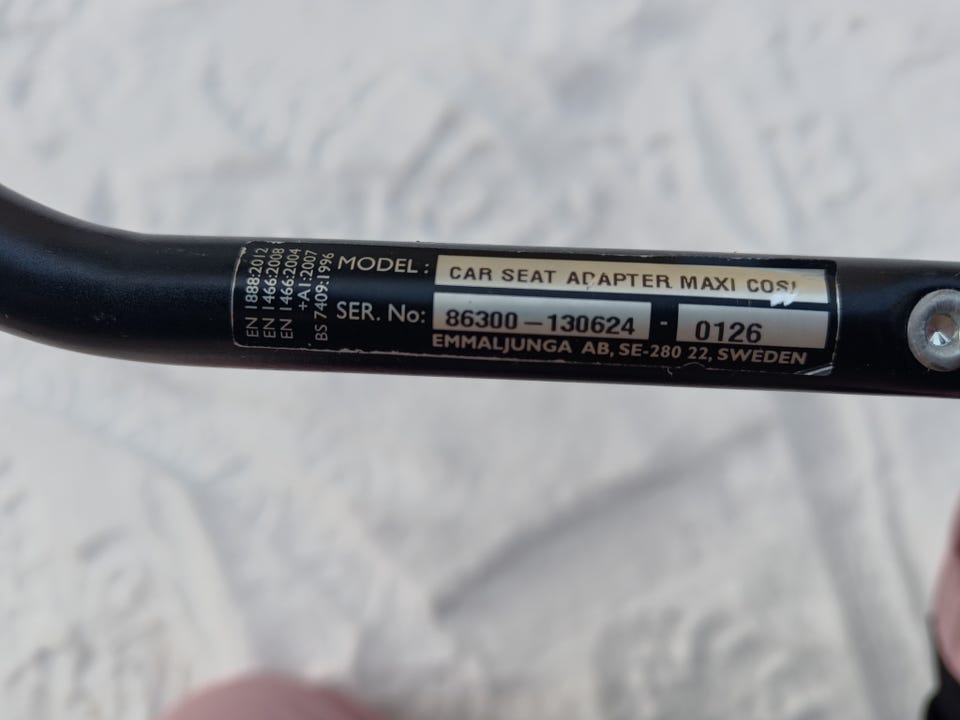 EN 1888:2012
EN 1466:2008
EN 1466:2004
+A1:2007
BS 7409:1996
MODEL: CAR SEAT ADAPTER MAXI COSI
SER. No: 86300-130624 - 0126
EMMALJUNGA AB, SE-280 22, SWEDEN